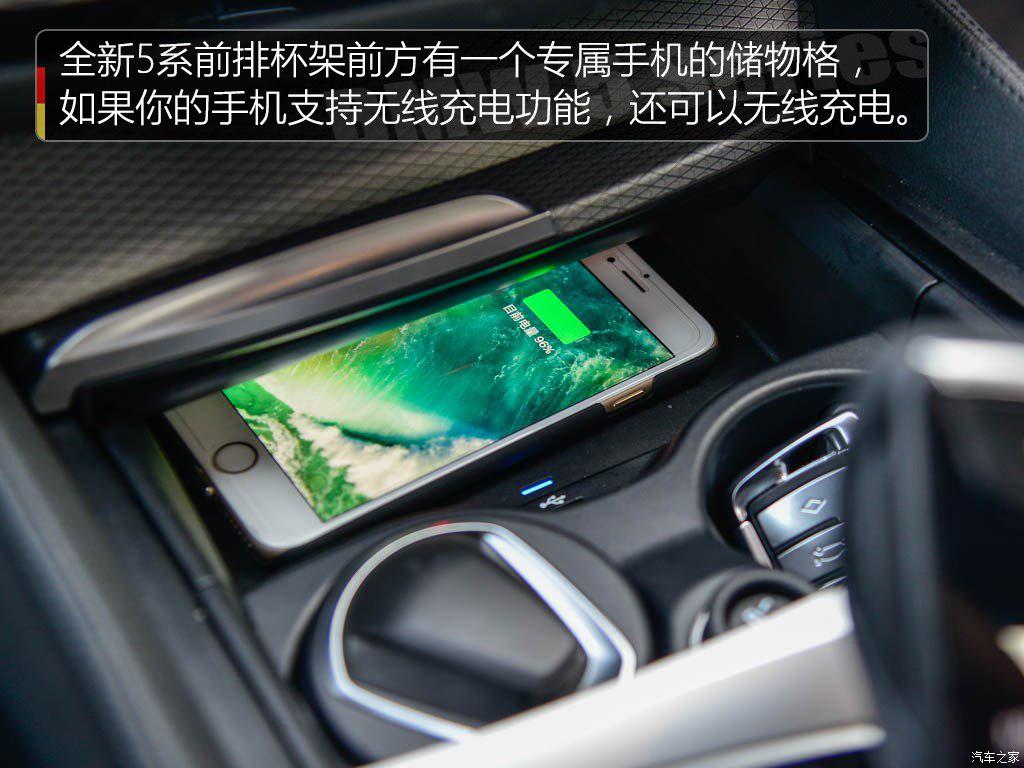 全新5系前排杯架前方有一个专属手机的储物格，
如果你的手机支持无线充电功能，还可以无线充电。
目前电量 96%
汽车之家